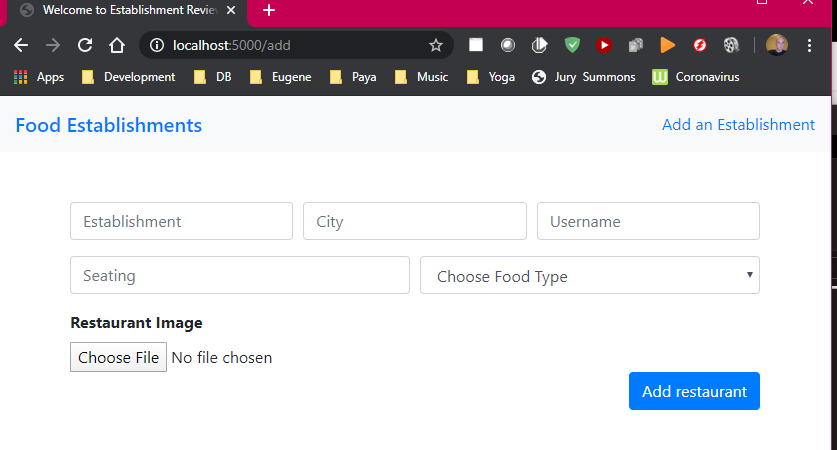 Welcome to Establishment Review
localhost:5000/add
Apps Development DB Eugene Paya Music Yoga Jury Summons Coronavirus
Food Establishments Add an Establishment
Establishment City Username
Seating Choose Food Type
Restaurant Image
Choose File No file chosen
Add restaurant